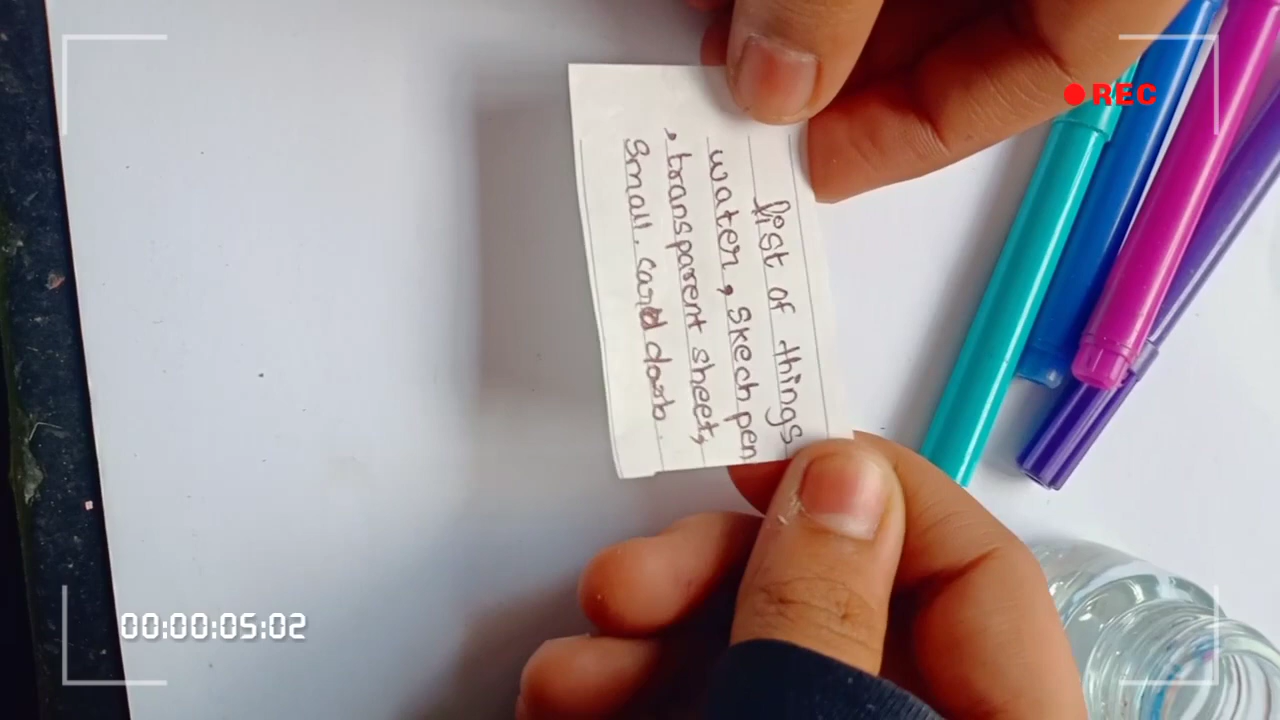 list of things
water, skech pen
, transparent sheet,
small. card
REC
00:00:05:02